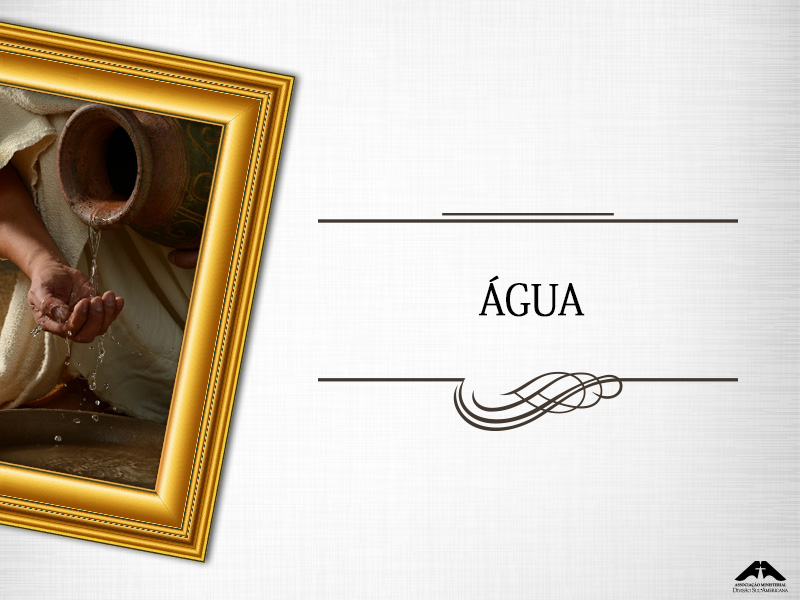 ÁGUA
ASSOCIAÇÃO MINISTERIAL
DIVISÃO SUL-AMERICANA